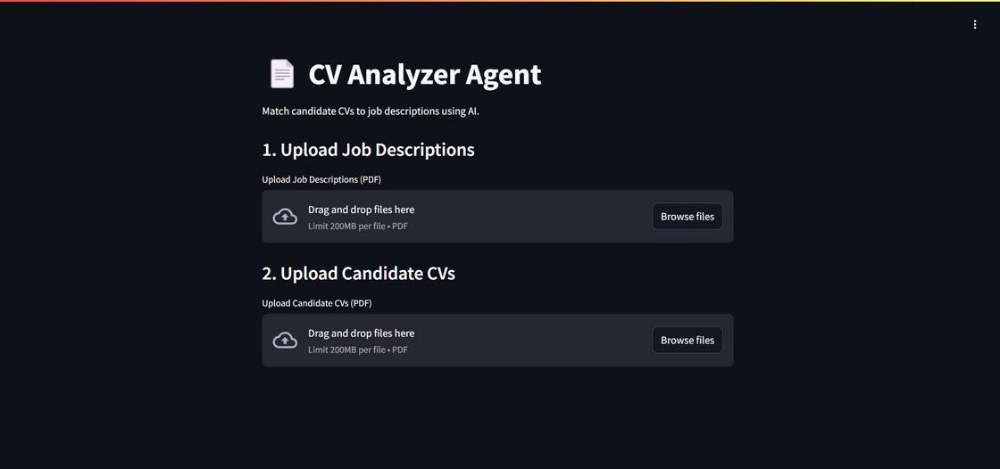 CV Analyzer Agent
Match candidate CVs to job descriptions using AI.
1. Upload Job Descriptions
Upload Job Descriptions (PDF)
Drag and drop files here
Limit 200MB per file • PDF
Browse files
2. Upload Candidate CVs
Upload Candidate CVs (PDF)
Drag and drop files here
Limit 200MB per file • PDF
Browse files